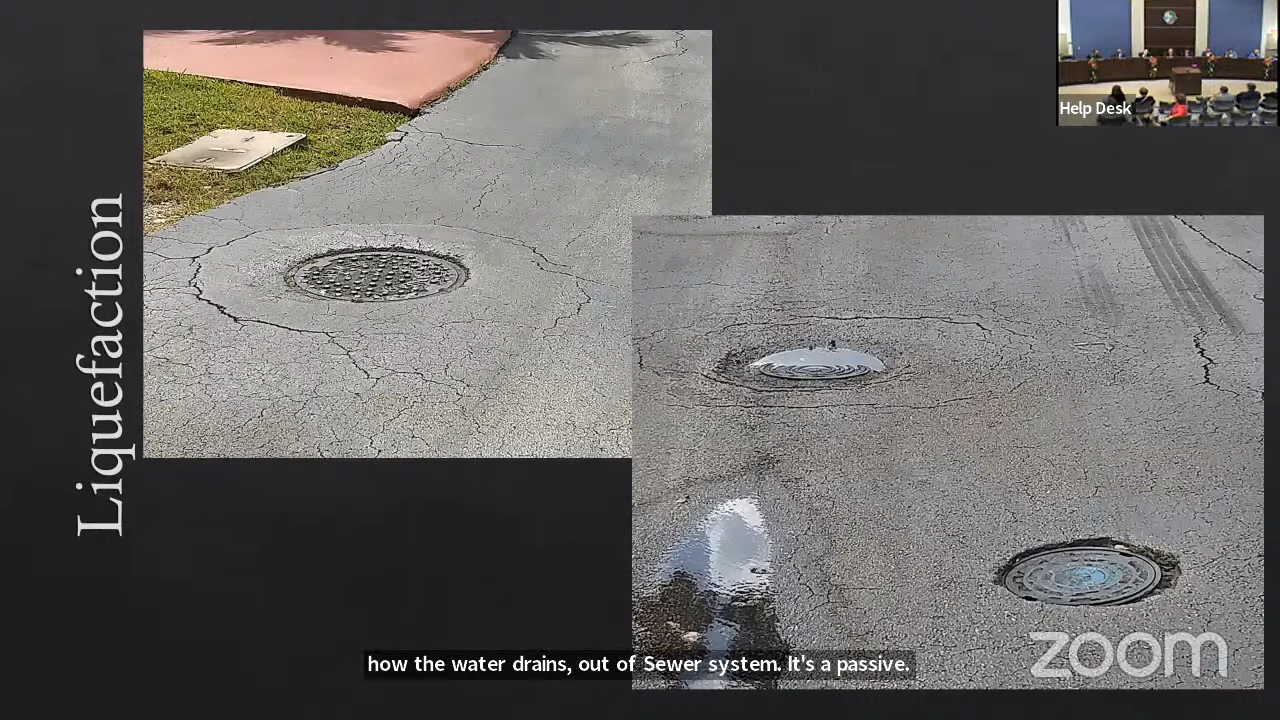 Help Desk
Liquefaction
how the water drains, out of Sewer system. It's a passive.
zoom